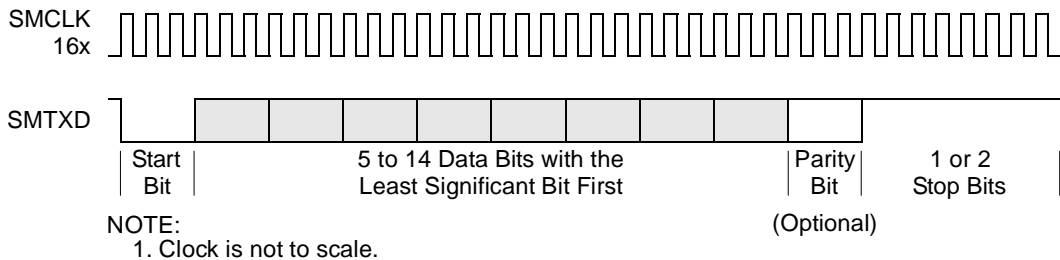 SMCLK
16x
SMTXD
Start
Bit
5 to 14 Data Bits with the
Least Significant Bit First
Parity
Bit
1 or 2
Stop Bits
(Optional)
NOTE:
1. Clock is not to scale.